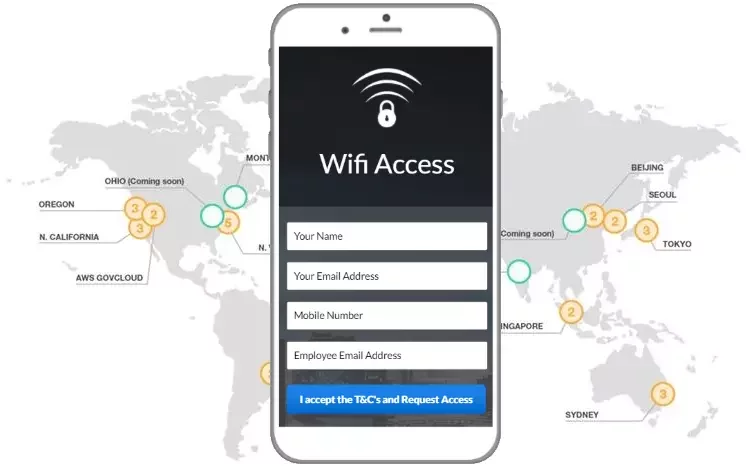 Wifi Access
Your Name
Your Email Address
Mobile Number
Employee Email Address
I accept the T&C's and Request Access
MONT
OHIO (Coming soon)
OREGON
3
2
5
N. CALIFORNIA
3
N.
AWS GOVCLOUD
BEIJING
2
2
SEOUL
Coming soon)
3
TOKYO
2
INGAPORE
3
SYDNEY